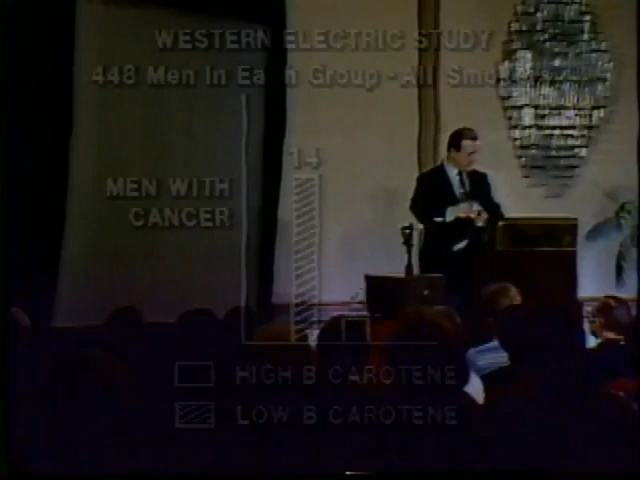 WESTERN ELECTRIC STUDY
448 Men In Each Group - All Smokers
14
MEN WITH
CANCER
HIGH B CAROTENE
LOW B CAROTENE